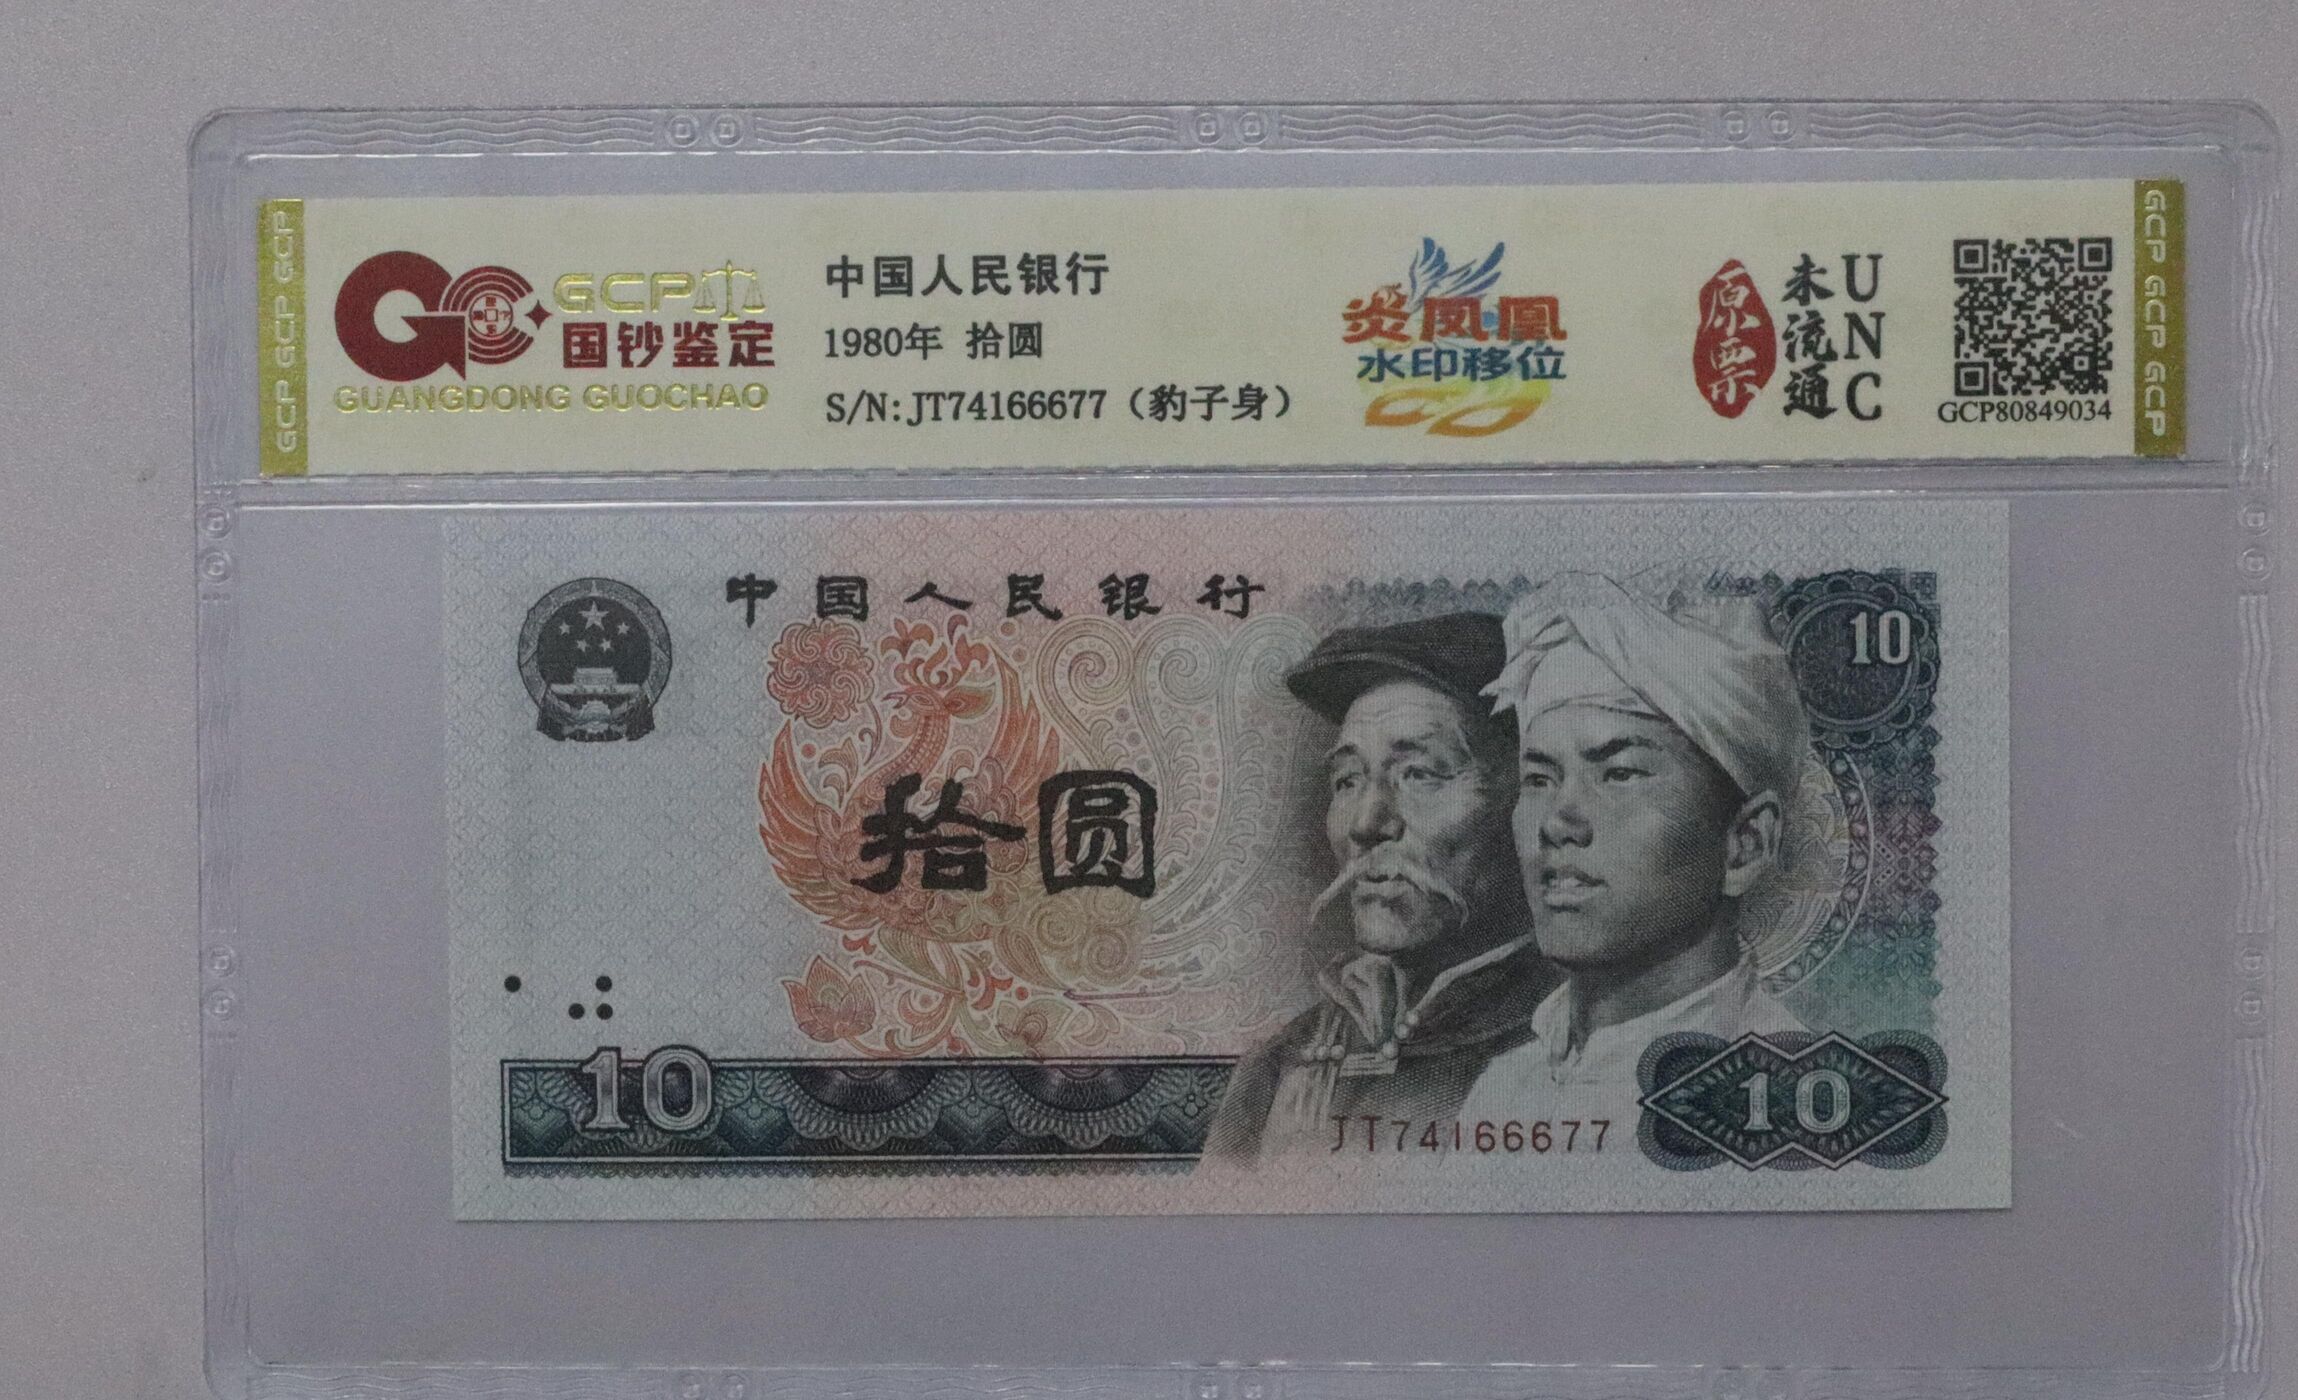 GCP GCP GCP
GCP
国钞鉴定
GUANGDONG GUOCHAO
中国人民银行
1980年 拾圆
S/N:JT74166677（豹子身）
炎凤凰
水印移位
原票
未流通
UNC
GCP80849034
GCP GCP GCP
中国人民银行
10
拾圆
10
JT74166677
10